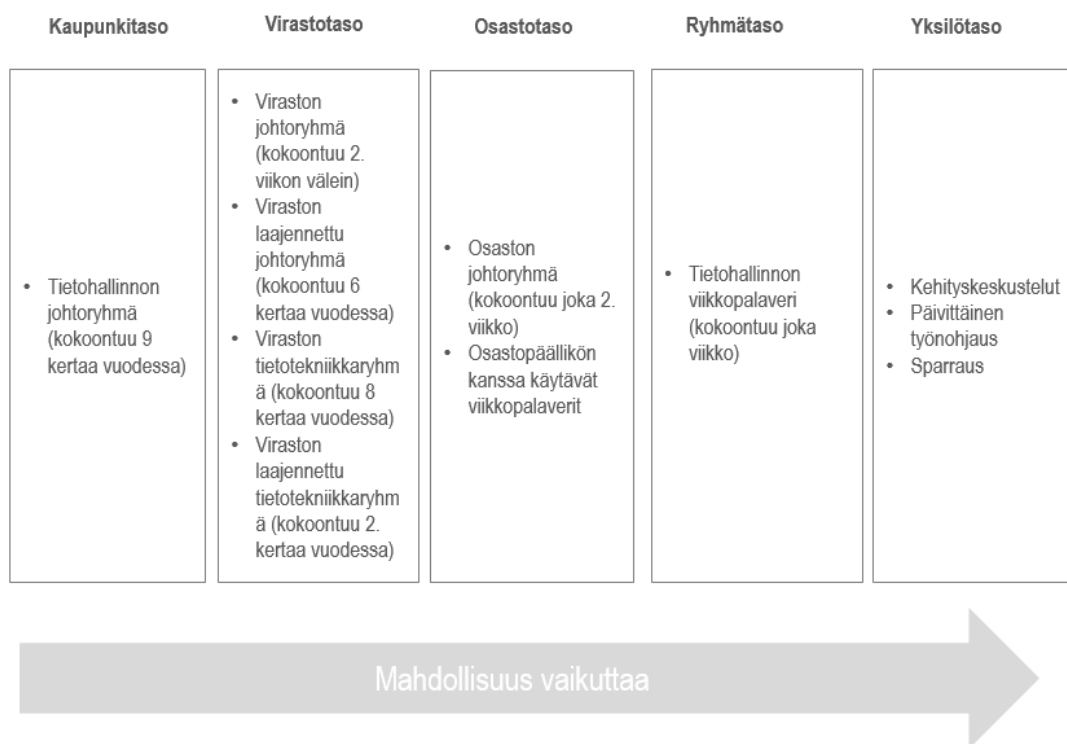 Kaupunkitaso
Virastotaso
Osastotaso
Ryhmätaso
Yksilötaso
• Tietohallinnon
johtoryhmä
(kokoontuu 9
kertaa vuodessa)
• Viraston
johtoryhmä
(kokoontuu 2.
viikon välein)
• Viraston
laajennettu
johtoryhmä
(kokoontuu 6
kertaa vuodessa)
• Viraston
tietotekniikkaryhm
ä (kokoontuu 8
kertaa vuodessa)
• Viraston
laajennettu
tietotekniikkaryhm
ä (kokoontuu 2.
kertaa vuodessa)
• Osaston
johtoryhmä
(kokoontuu joka 2.
viikko)
• Osastopäällikön
kanssa käytävät
viikkopalaverit
• Tietohallinnon
viikkopalaveri
(kokoontuu joka
viikko)
• Kehityskeskustelut
• Päivittäinen
työnohjaus
• Sparraus
Mahdollisuus vaikuttaa